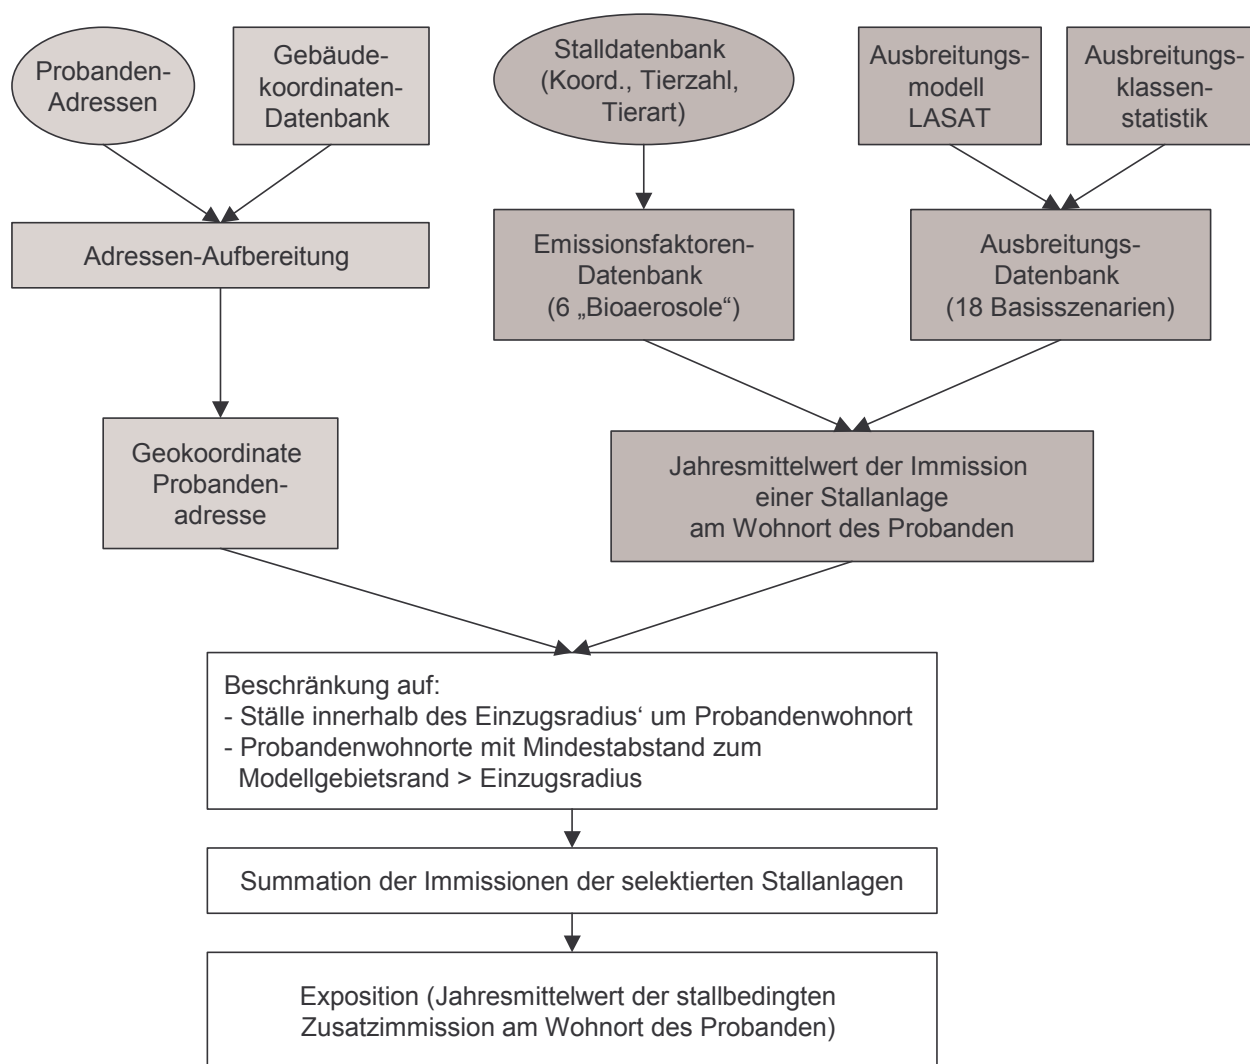 Probanden-
Adressen
Gebäude-
koordinaten-
Datenbank
Stalldatenbank
(Koord., Tierzahl,
Tierart)
Ausbreitungs-
modell
LASAT
Ausbreitungs-
klassen-
statistik
Adressen-Aufbereitung
Emissionsfaktoren-
Datenbank
(6 „Bioaerosole“)
Ausbreitungs-
Datenbank
(18 Basisszenarien)
Geokoordinate
Probanden-
adresse
Jahresmittelwert der Immission
einer Stallanlage
am Wohnort des Probanden
Beschränkung auf:
- Ställe innerhalb des Einzugsradius‘ um Probandenwohnort
- Probandenwohnorte mit Mindestabstand zum
Modellgebietsrand > Einzugsradius
Summation der Immissionen der selektierten Stallanlagen
Exposition (Jahresmittelwert der stallbedingten
Zusatzimmission am Wohnort des Probanden)